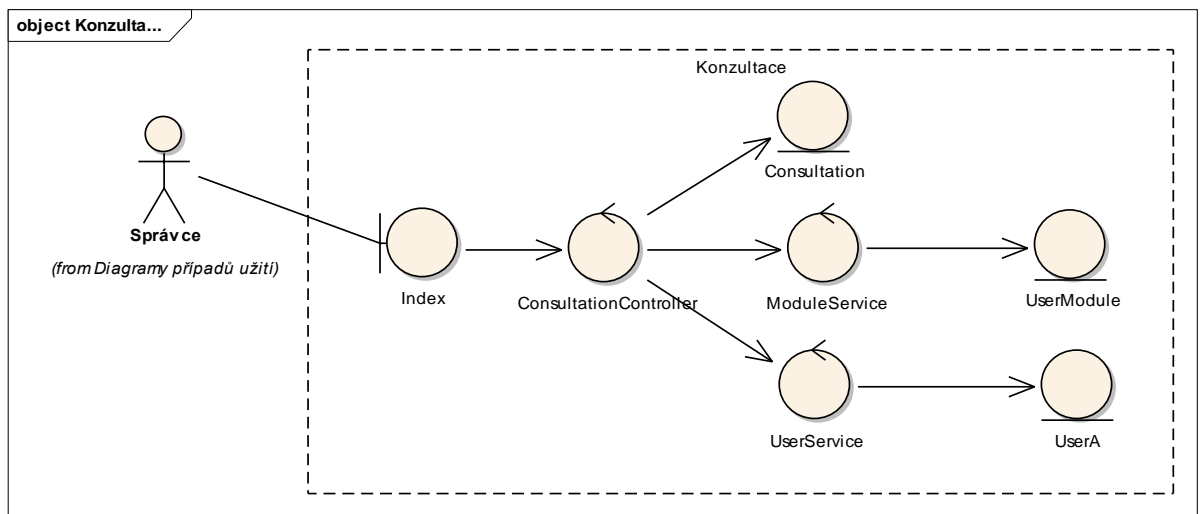 object Konzulta...
Konzultace
Consultation
Správce
(from Diagramy případů užití)
Index
ConsultationController
ModuleService
UserModule
UserService
UserA